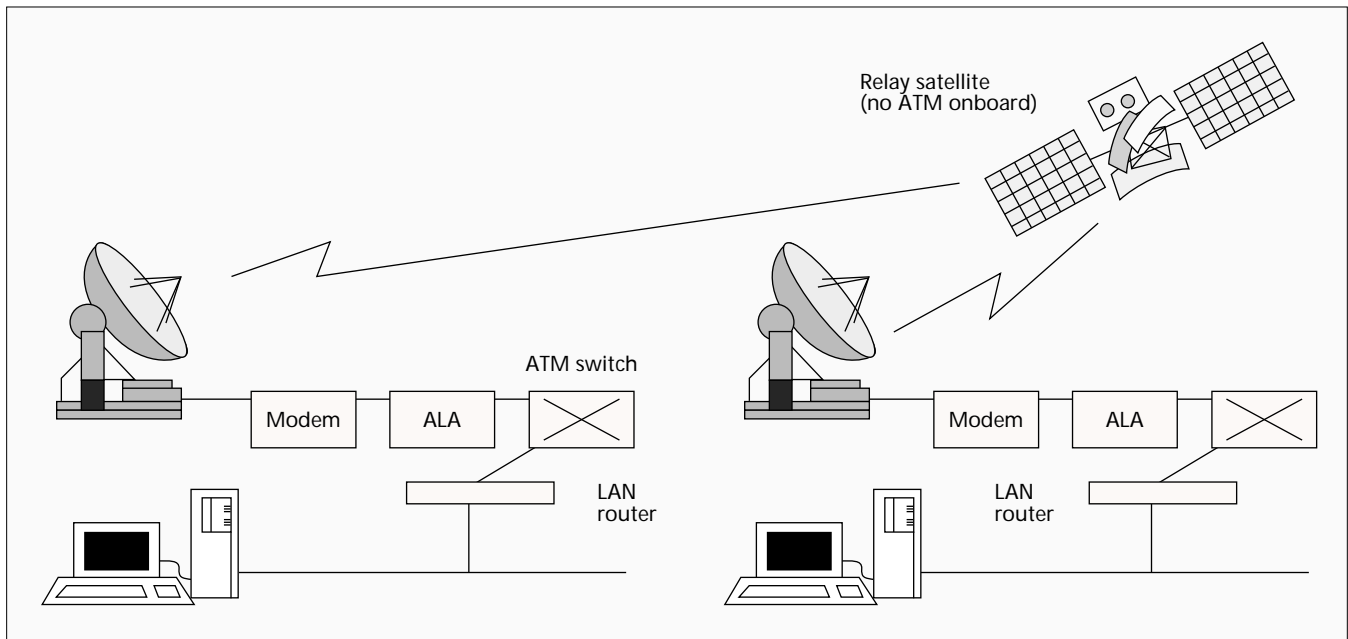 Relay satellite
(no ATM onboard)
ATM switch
Modem
ALA
Modem
ALA
LAN
router
LAN
router